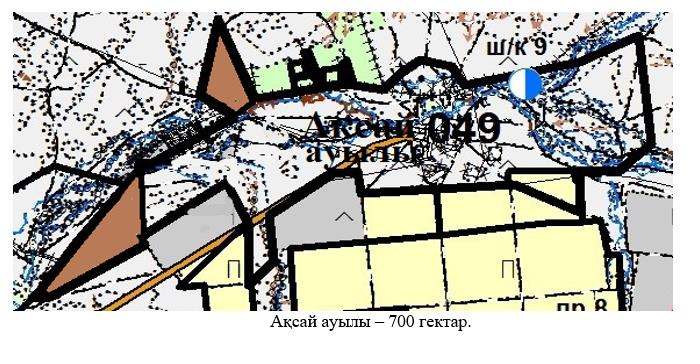 ш/к 9
Ақсай 049
ауылы
П
П
пр 8
Ақсай ауылы – 700 гектар.